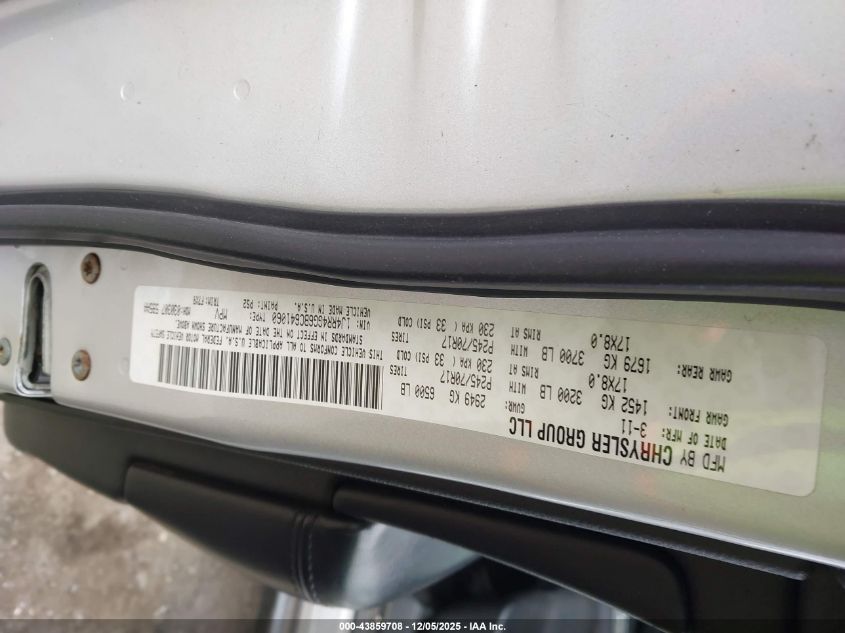 MFD BY CHRYSLER GROUP LLC
DATE OF MFR: 3-11 GVWR: 2949 KG 6500 LB
GAWR FRONT: 1452 KG 3200 LB WITH TIRES P245/70R17
17X8.0 RIMS AT 230 KPA ( 33 PSI) COLD
GAWR REAR: 1679 KG 3700 LB WITH TIRES P245/70R17
17X8.0 RIMS AT 230 KPA ( 33 PSI) COLD
THIS VEHICLE CONFORMS TO ALL APPLICABLE U.S.A. FEDERAL MOTOR VEHICLE SAFETY
STANDARDS IN EFFECT ON THE DATE OF MANUFACTURE SHOWN ABOVE.
VIN: 1J4RR4GG6BC641060 TYPE: MPV
VEHICLE MADE IN U.S.A. PAINT: PS2
000-43859708 - 12/05/2025 - IAA Inc.